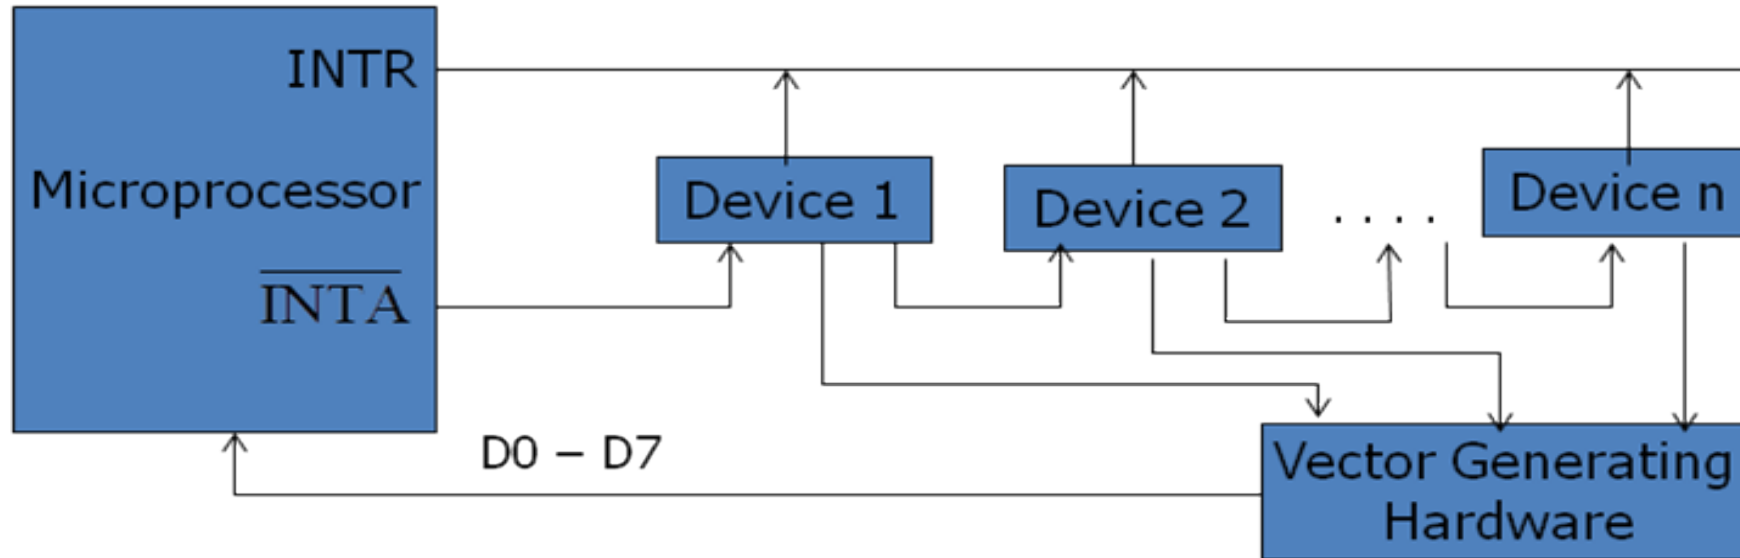 INTR
Microprocessor
Device 1
Device 2
. . . .
Device n
INTA
D0 – D7
Vector Generating
Hardware